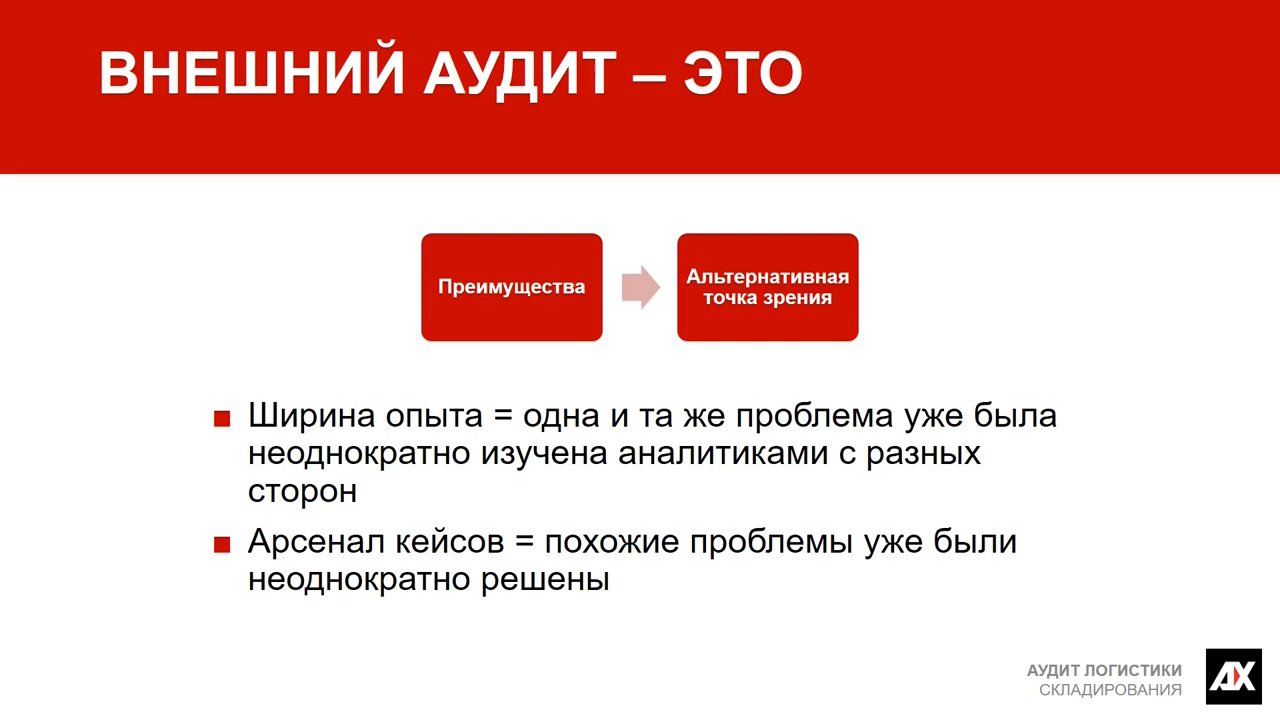 ВНЕШНИЙ АУДИТ – ЭТО
Преимущества
Альтернативная
точка зрения
Ширина опыта = одна и та же проблема уже была
неоднократно изучена аналитиками с разных
сторон
Арсенал кейсов = похожие проблемы уже были
неоднократно решены
АУДИТ ЛОГИСТИКИ
СКЛАДИРОВАНИЯ
AX